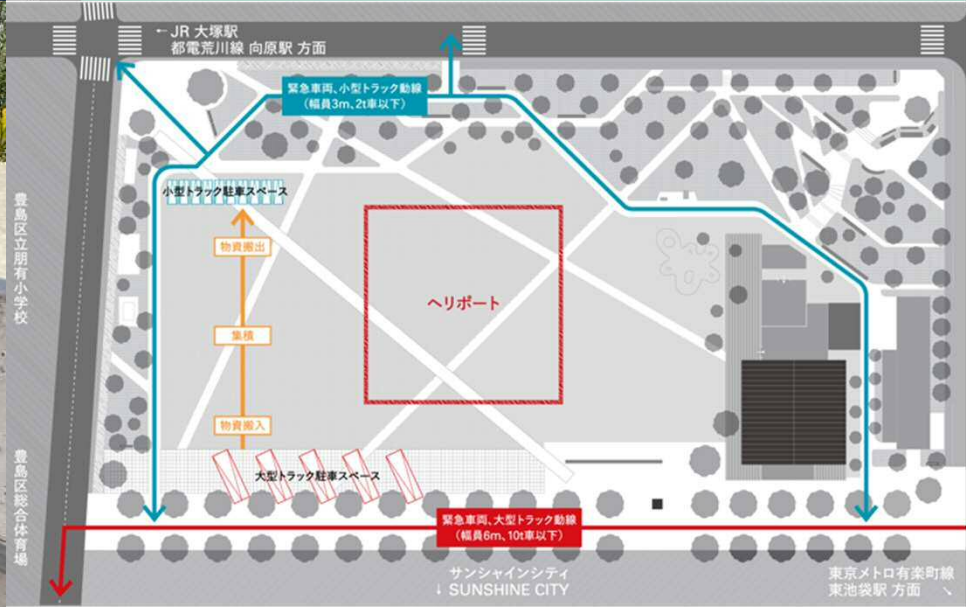 ←JR 大塚駅
都電荒川線 向原駅 方面
緊急車両、小型トラック動線
(幅員3m、2t車以下)
小型トラック駐車スペース
物資搬出
豊島区立朋有小学校
ヘリポート
集積
物資搬入
大型トラック駐車スペース
豊島区総合体育場
緊急車両、大型トラック動線
(幅員6m、10t車以下)
サンシャインシティ
↓ SUNSHINE CITY
東京メトロ有楽町線
東池袋駅 方面 ↘